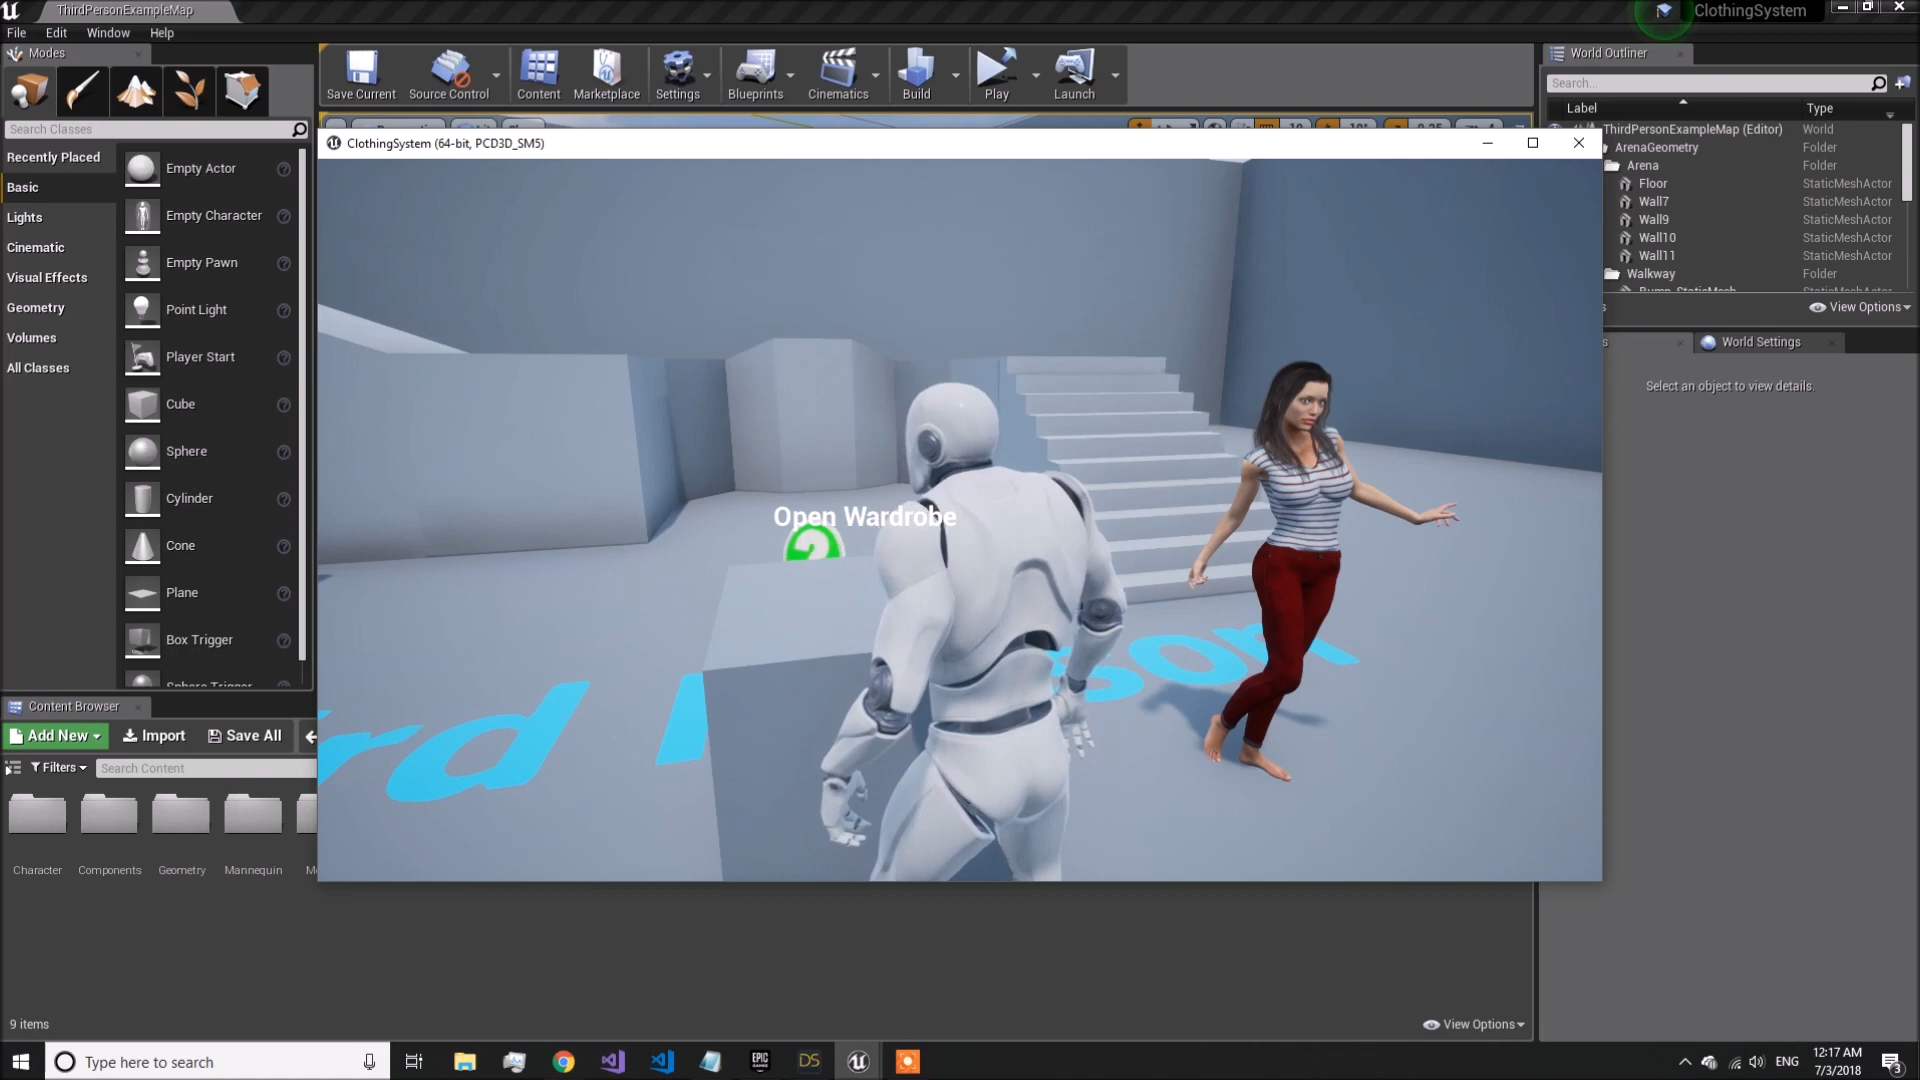 ThirdPersonExampleMap
ClothingSystem
File Edit Window Help
Modes
Save Current
Source Control
Content
Marketplace
Settings
Blueprints
Cinematics
Build
Play
Launch
World Outliner
Search...
Label Type
ThirdPersonExampleMap (Editor) World
ArenaGeometry Folder
Arena Folder
Floor StaticMeshActor
Wall7 StaticMeshActor
Wall9 StaticMeshActor
Wall10 StaticMeshActor
Wall11 StaticMeshActor
Walkway Folder
View Options
World Settings
Select an object to view details.
Search Classes
Recently Placed
Basic
Lights
Cinematic
Visual Effects
Geometry
Volumes
All Classes
Empty Actor
Empty Character
Empty Pawn
Point Light
Player Start
Cube
Sphere
Cylinder
Cone
Plane
Box Trigger
Sphere Trigger
ClothingSystem (64-bit, PCD3D_SM5)
Open Wardrobe
Content Browser
Add New Import Save All
Filters Search Content
Character
Components
Geometry
Mannequin
9 items
View Options
Type here to search
EPIC GAMES
DS
ENG
12:17 AM
7/3/2018
3